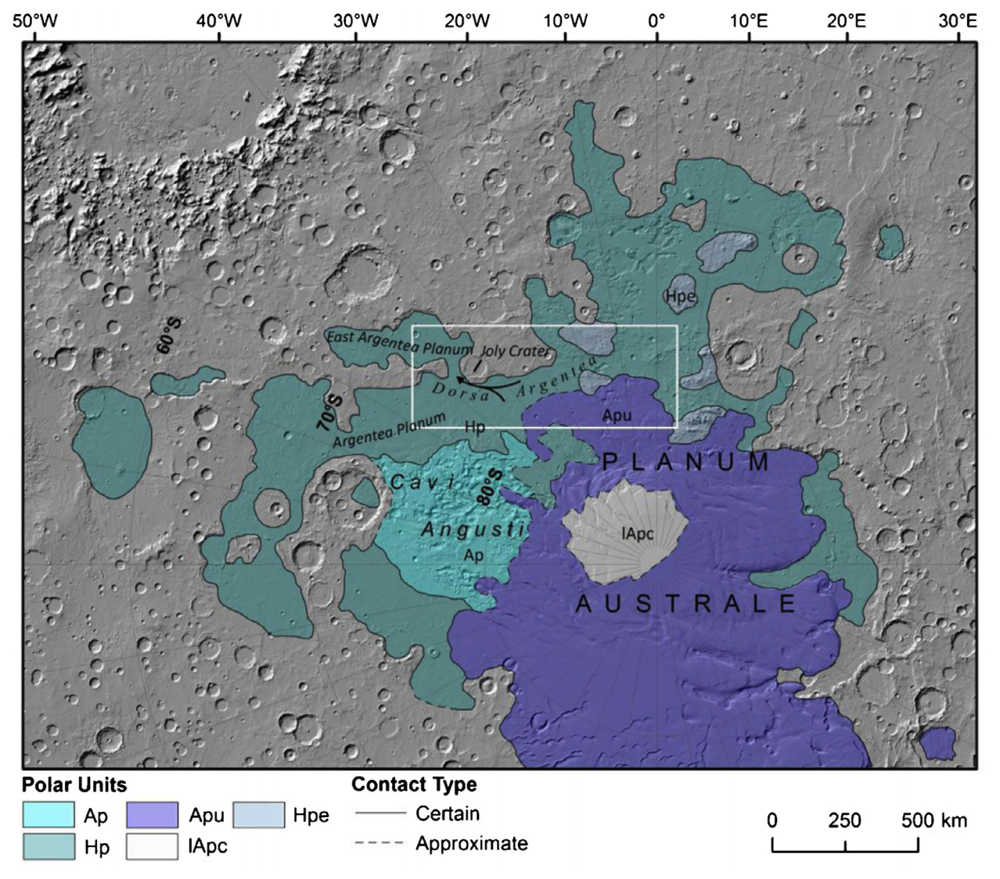 50°W 40°W 30°W 20°W 10°W 0° 10°E 20°E 30°E
Hpe
60°S
East Argentea Planum
Joly Crater
Dorsa Argentea
70°S
Argentea Planum
Hp
Apu
PLANUM
Cavi
80°S
Angusti
lApc
Ap
AUSTRALE
Polar Units
Ap Apu Hpe
Hp lApc
Contact Type
Certain
Approximate
0 250 500 km